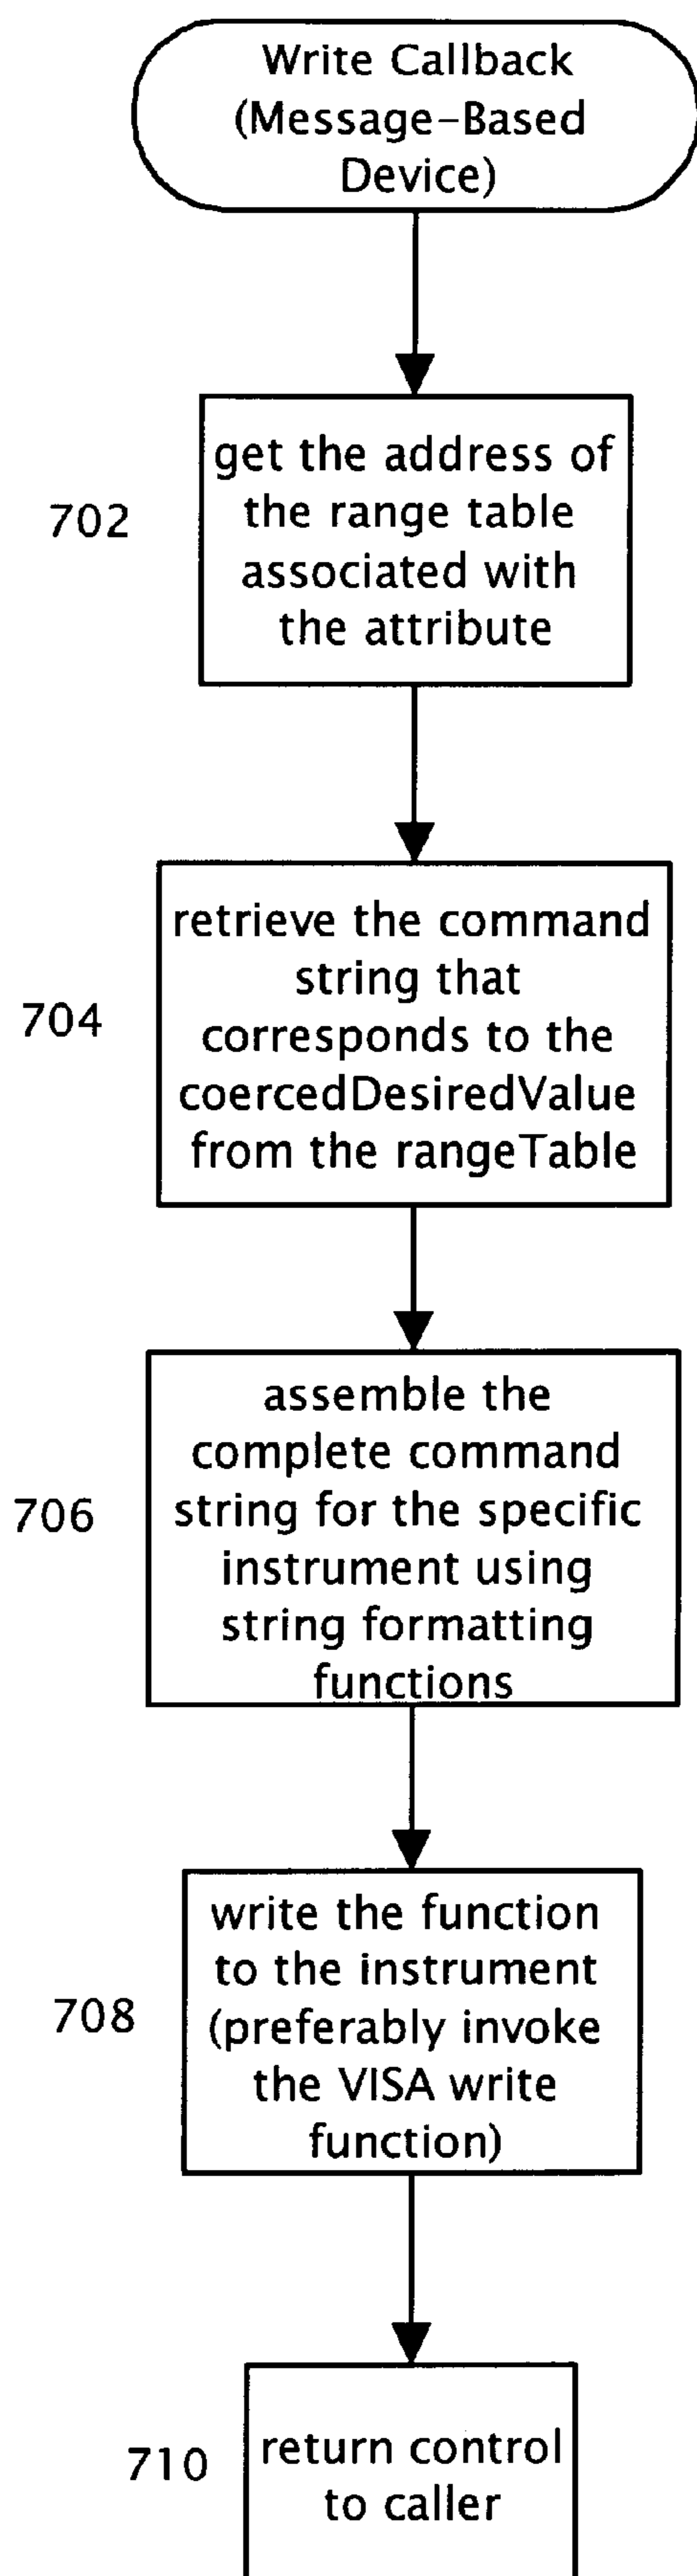 Write Callback
(Message-Based
Device)
702
get the address of
the range table
associated with
the attribute
704
retrieve the command
string that
corresponds to the
coercedDesiredValue
from the rangeTable
706
assemble the
complete command
string for the specific
instrument using
string formatting
functions
708
write the function
to the instrument
(preferably invoke
the VISA write
function)
710
return control
to caller